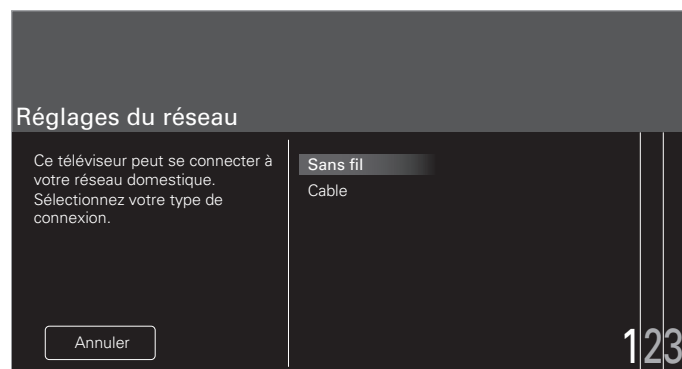 Réglages du réseau
Ce téléviseur peut se connecter à
votre réseau domestique.
Sélectionnez votre type de
connexion.
Sans fil
Cable
Annuler
123